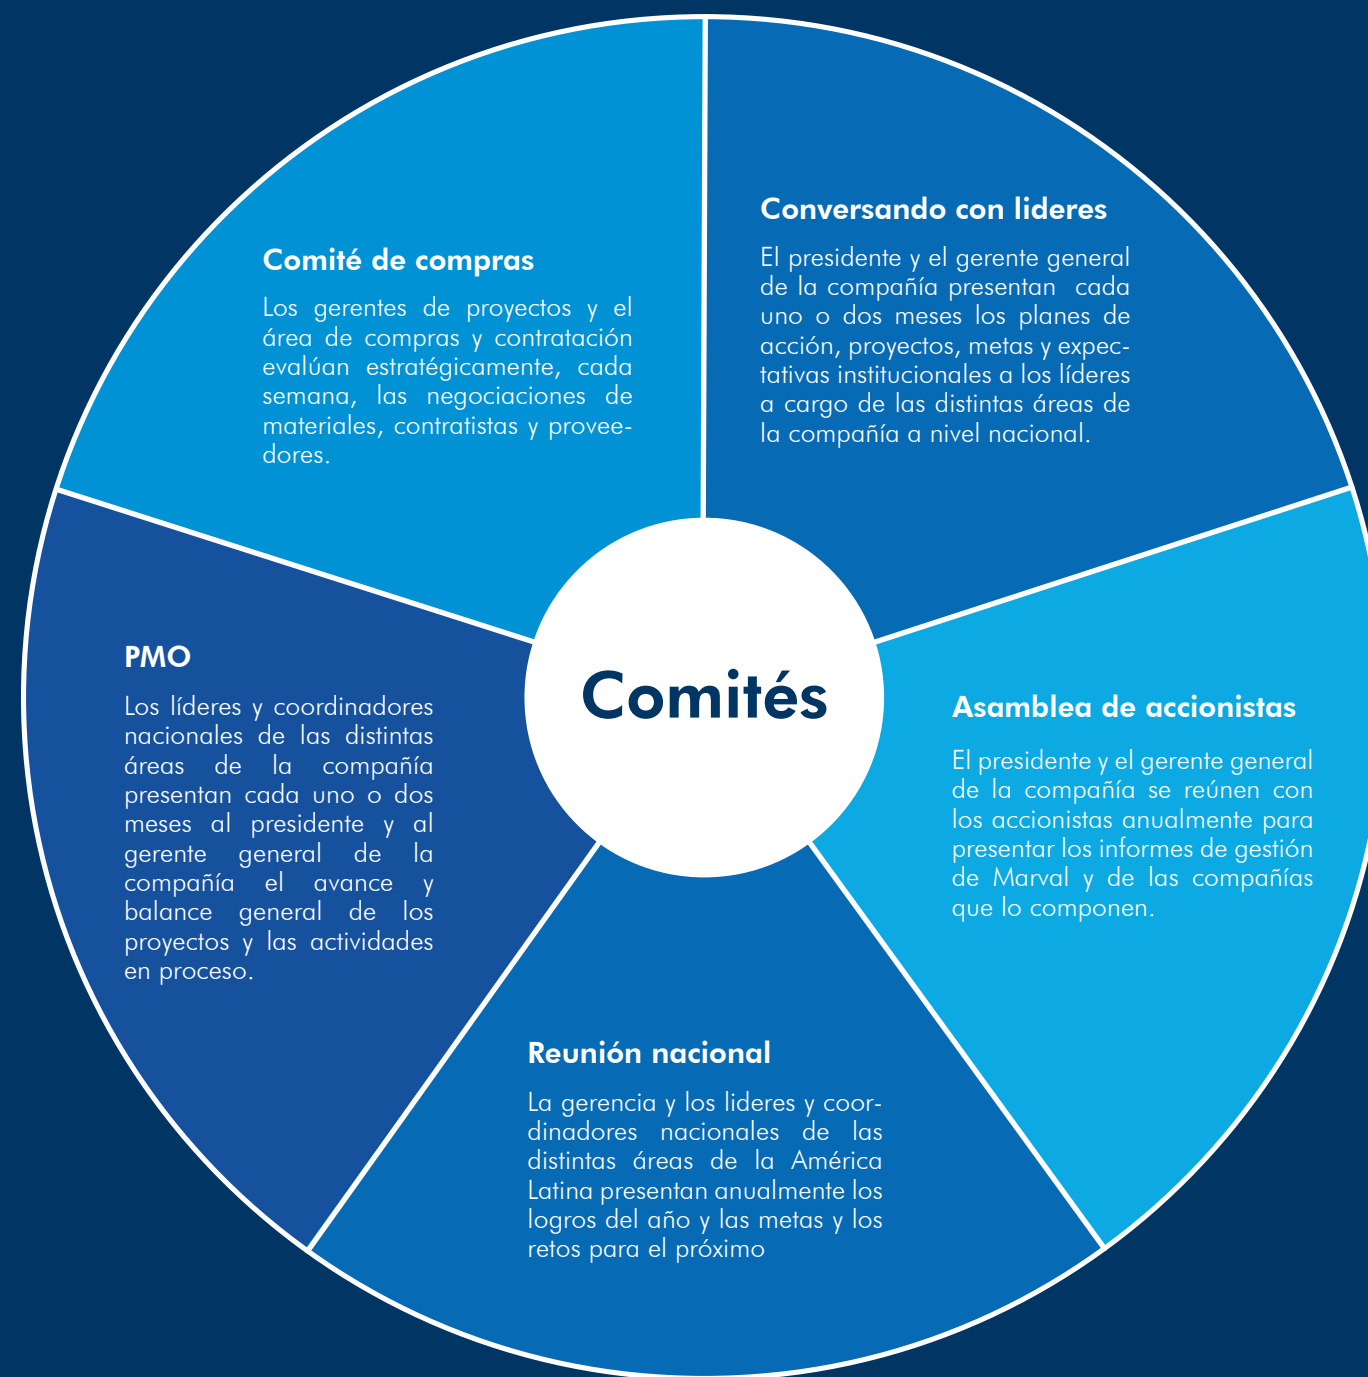 Comité de compras
Los gerentes de proyectos y el
área de compras y contratación
evalúan estratégicamente, cada
semana, las negociaciones de
materiales, contratistas y provee-
dores.
Conversando con lideres
El presidente y el gerente general
de la compañía presentan cada
uno o dos meses los planes de
acción, proyectos, metas y expec-
tativas institucionales a los líderes
a cargo de las distintas áreas de
la compañía a nivel nacional.
Comités
PMO
Los líderes y coordinadores
nacionales de las distintas
áreas de la compañía
presentan cada uno o dos
meses al presidente y al
gerente general de la
compañía el avance y
balance general de los
proyectos y las actividades
en proceso.
Asamblea de accionistas
El presidente y el gerente general
de la compañía se reúnen con
los accionistas anualmente para
presentar los informes de gestión
de Marval y de las compañías
que lo componen.
Reunión nacional
La gerencia y los lideres y coor-
dinadores nacionales de las
distintas áreas de la América
Latina presentan anualmente los
logros del año y las metas y los
retos para el próximo